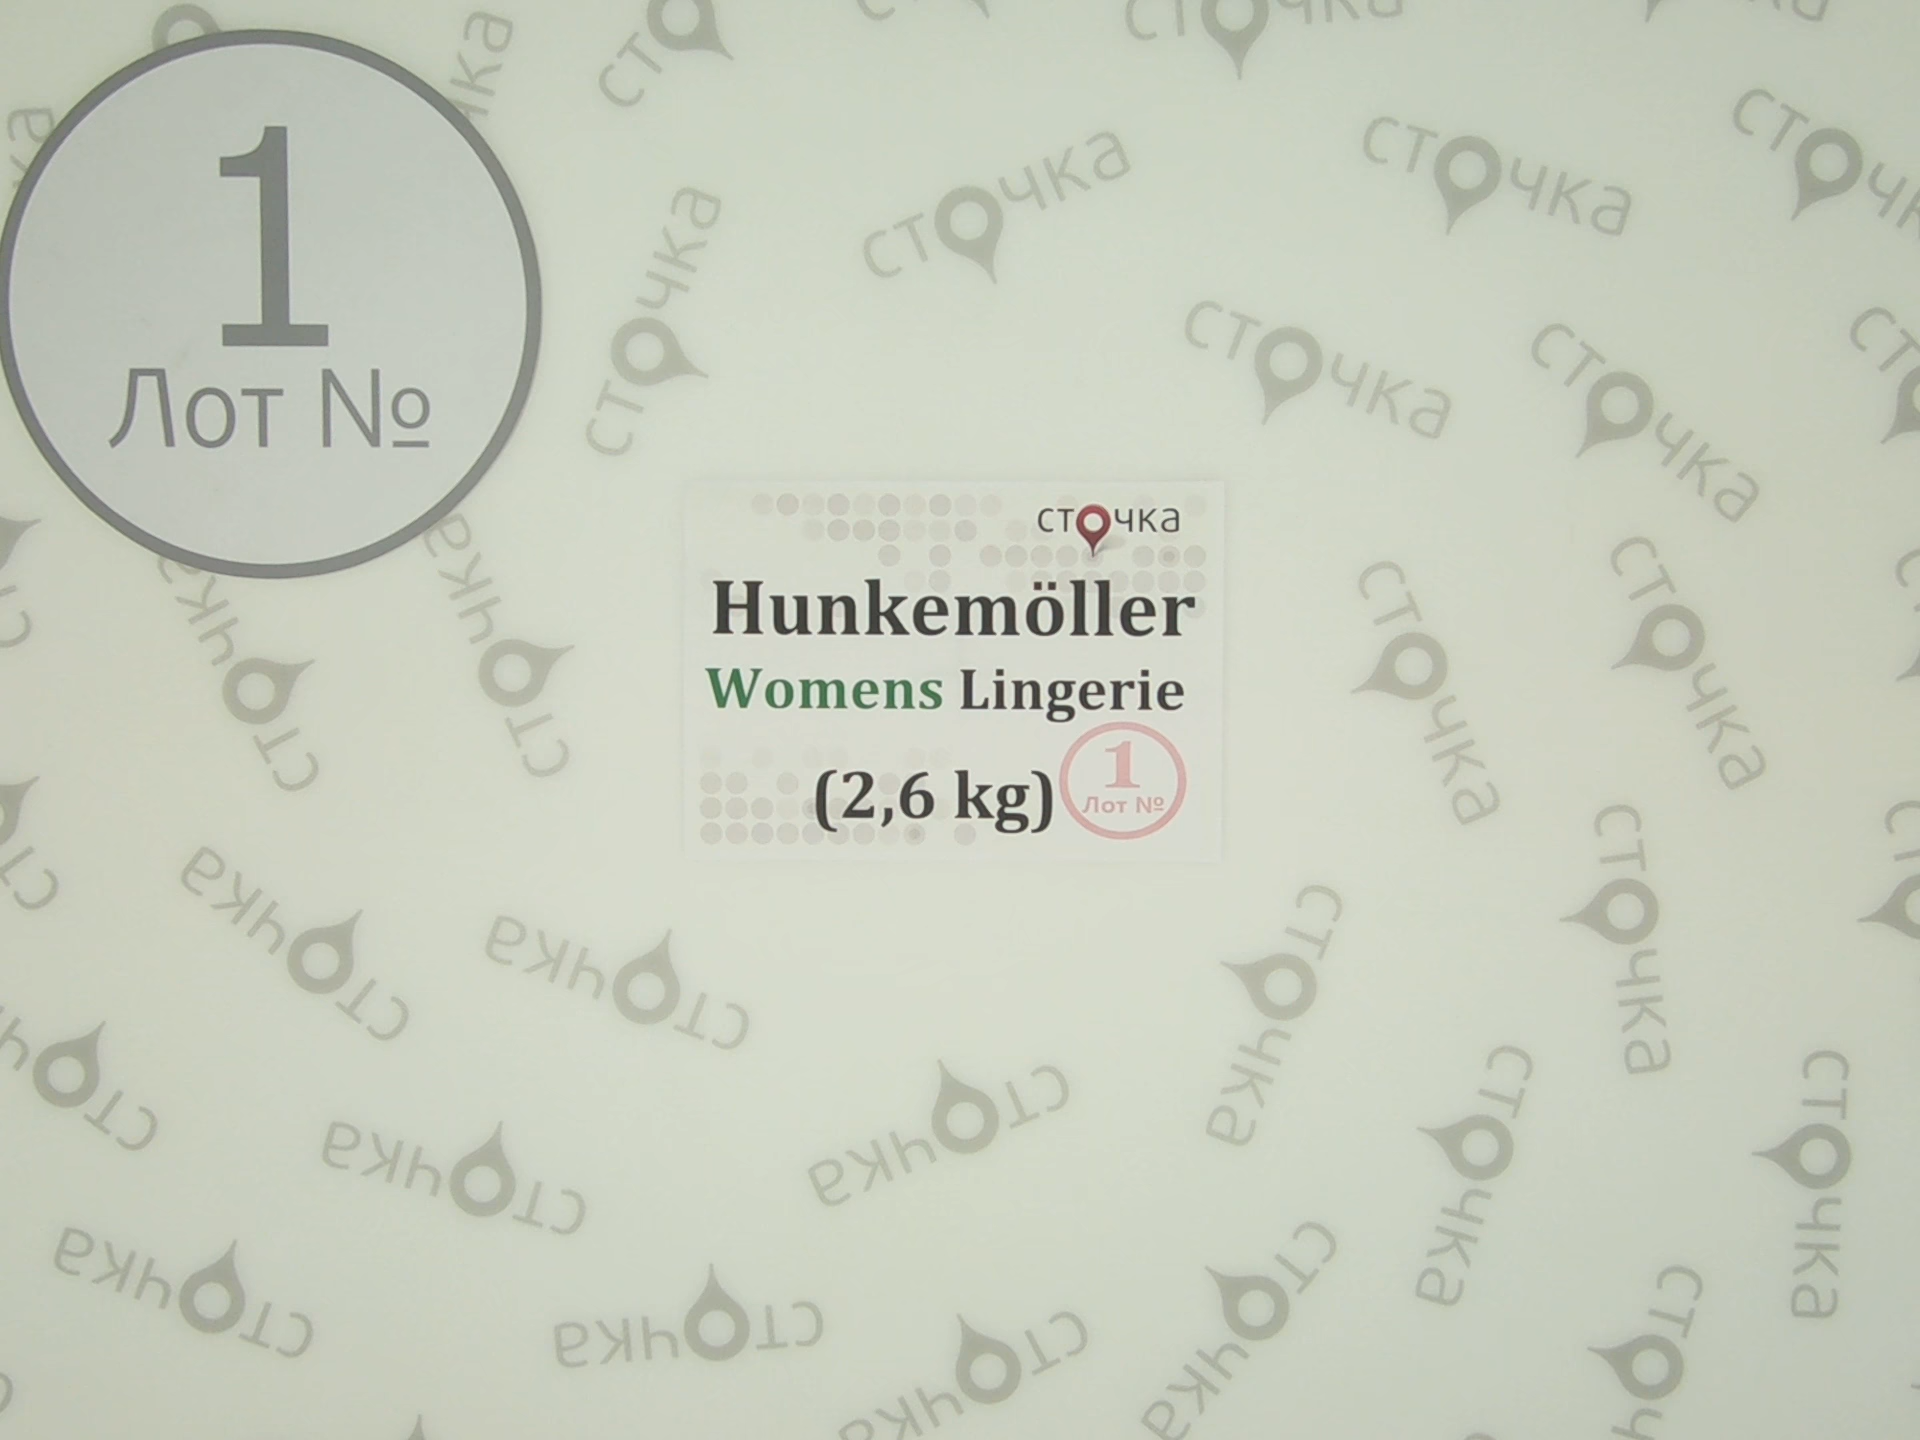 1
Лот №
сточка
Hunkemöller
Womens Lingerie
(2,6 kg)
1
Лот №